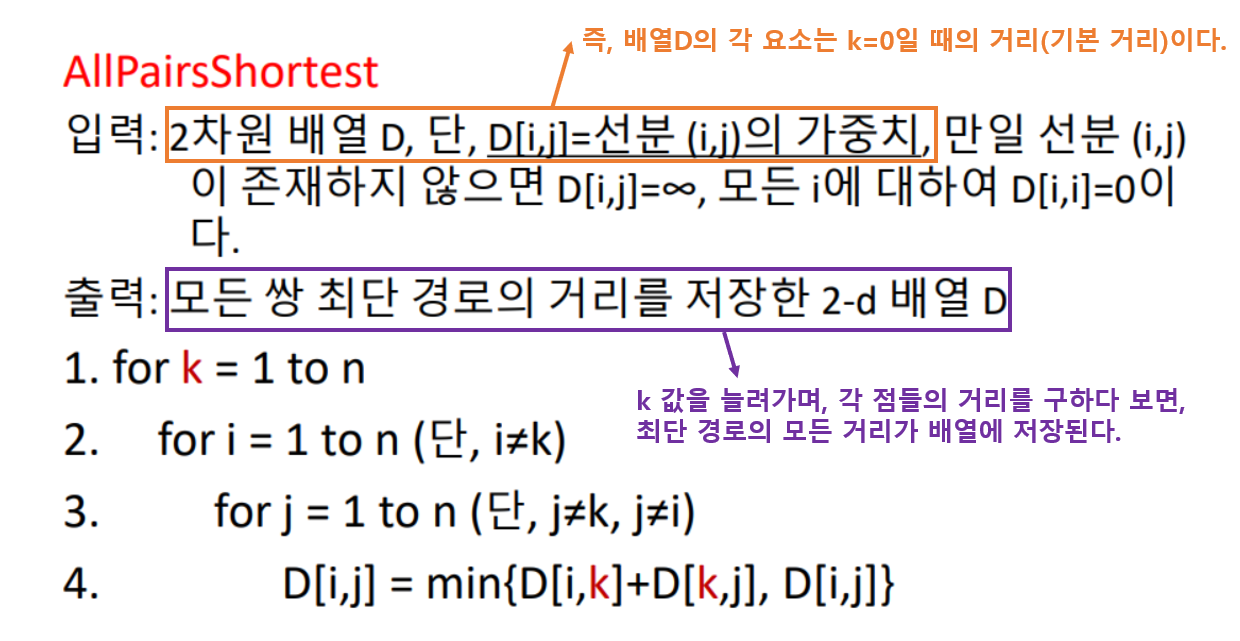 즉, 배열D의 각 요소는 k=0일 때의 거리(기본 거리)이다.
AllPairsShortest
입력: 2차원 배열 D, 단, D[i,j]=선분 (i,j)의 가중치, 만일 선분 (i,j)
이 존재하지 않으면 D[i,j]=∞, 모든 i에 대하여 D[i,i]=0이
다.
출력: 모든 쌍 최단 경로의 거리를 저장한 2-d 배열 D
1. for k = 1 to n
k 값을 늘려가며, 각 점들의 거리를 구하다 보면,
최단 경로의 모든 거리가 배열에 저장된다.
2. for i = 1 to n (단, i≠k)
3. for j = 1 to n (단, j≠k, j≠i)
4. D[i,j] = min{D[i,k]+D[k,j], D[i,j]}